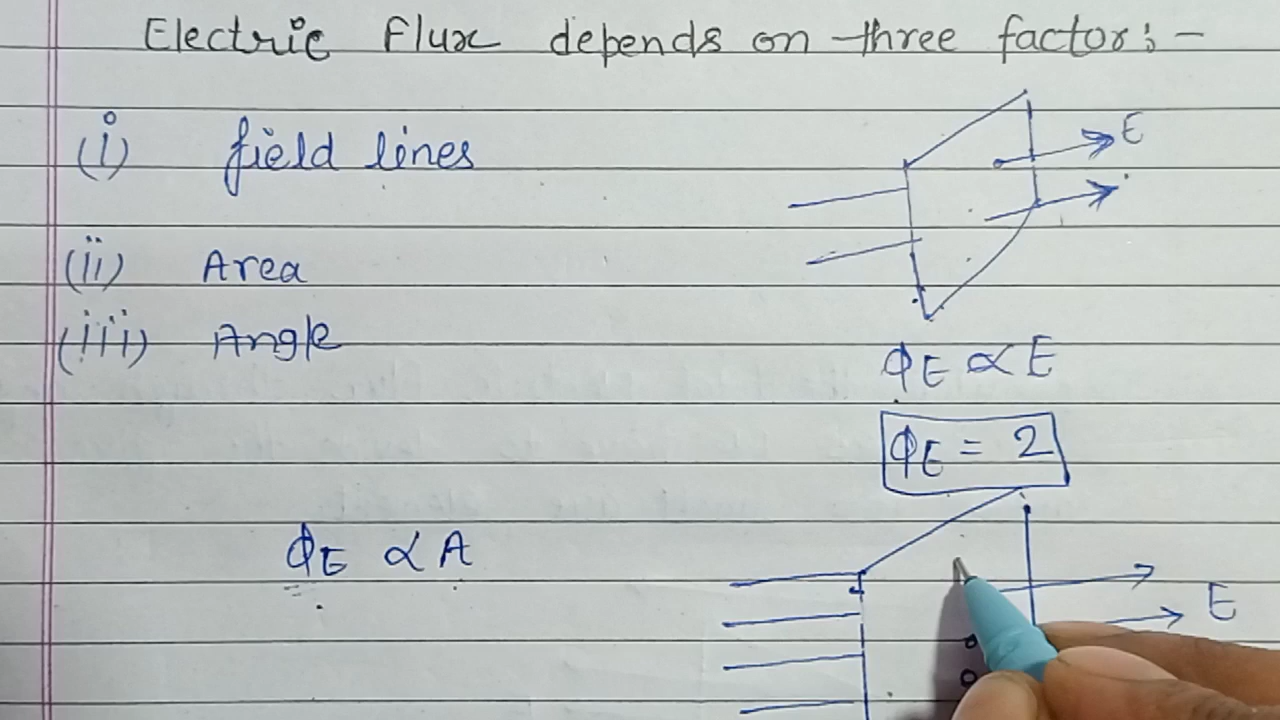 Electric Flux depends on three factor:-
(i) field lines
E
(ii) Area
(iii) Angle
ΦE ∝ E
ΦE = 2
ΦE ∝ A
E